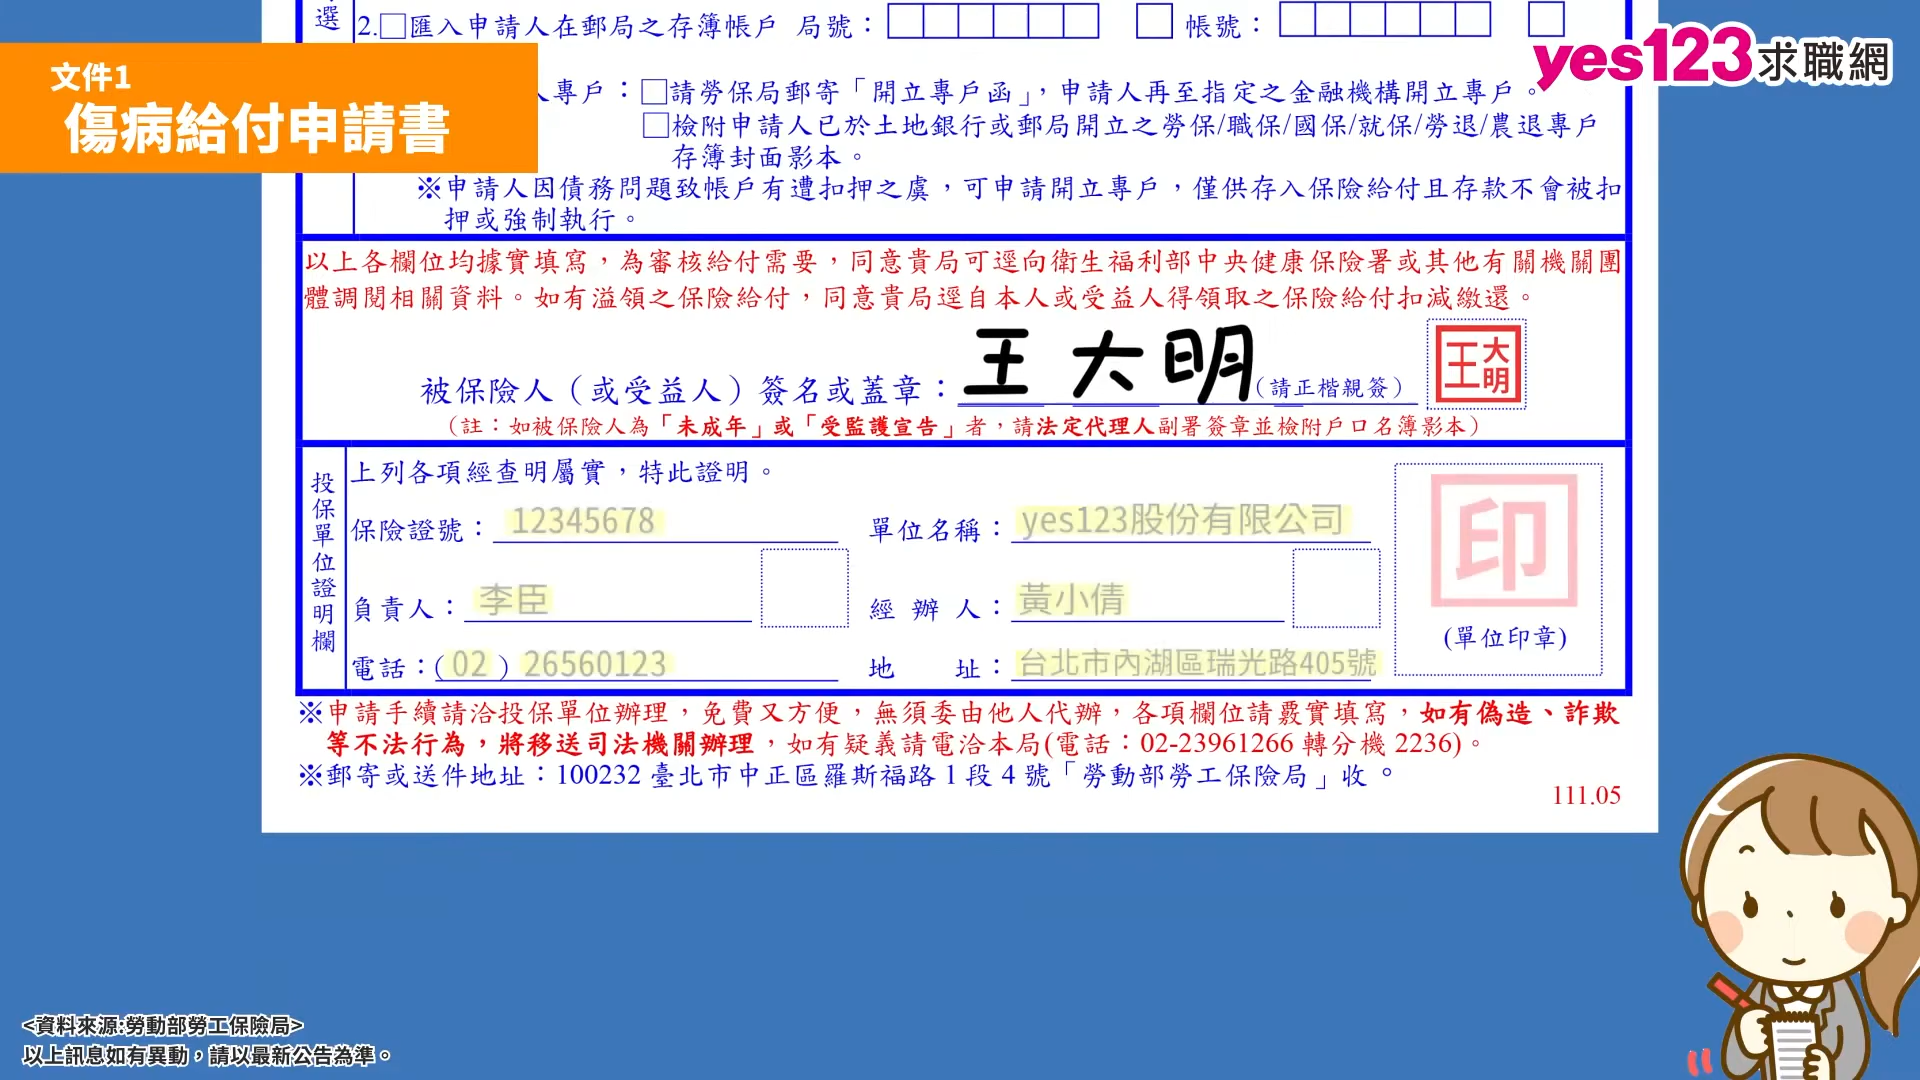 文件1
傷病給付申請書
yes123求職網
選
2.□匯入申請人在郵局之存簿帳戶 局號：□□□□□□ □ 帳號：□□□□□□ □
人專戶：□請勞保局郵寄「開立專戶函」，申請人再至指定之金融機構開立專戶。
□檢附申請人已於土地銀行或郵局開立之勞保/職保/國保/就保/勞退/農退專戶
存簿封面影本。
※申請人因債務問題致帳戶有遭扣押之虞，可申請開立專戶，僅供存入保險給付且存款不會被扣
押或強制執行。
以上各欄位均據實填寫，為審核給付需要，同意貴局可逕向衛生福利部中央健康保險署或其他有關機關團
體調閱相關資料。如有溢領之保險給付，同意貴局逕自本人或受益人得領取之保險給付扣減繳還。
被保險人（或受益人）簽名或蓋章：王大明（請正楷親簽）
王大明
（註：如被保險人為「未成年」或「受監護宣告」者，請法定代理人副署簽章並檢附戶口名簿影本）
投保單位證明欄
上列各項經查明屬實，特此證明。
保險證號：12345678 單位名稱：yes123股份有限公司
負責人：李臣 經辦人：黃小倩
電話：(02) 26560123 地址：台北市內湖區瑞光路405號
印
(單位印章)
※申請手續請洽投保單位辦理，免費又方便，無須委由他人代辦，各項欄位請覈實填寫，如有偽造、詐欺
等不法行為，將移送司法機關辦理，如有疑義請電洽本局(電話：02-23961266 轉分機 2236)。
※郵寄或送件地址：100232 臺北市中正區羅斯福路 1 段 4 號「勞動部勞工保險局」收。
111.05
<資料來源:勞動部勞工保險局>
以上訊息如有異動，請以最新公告為準。